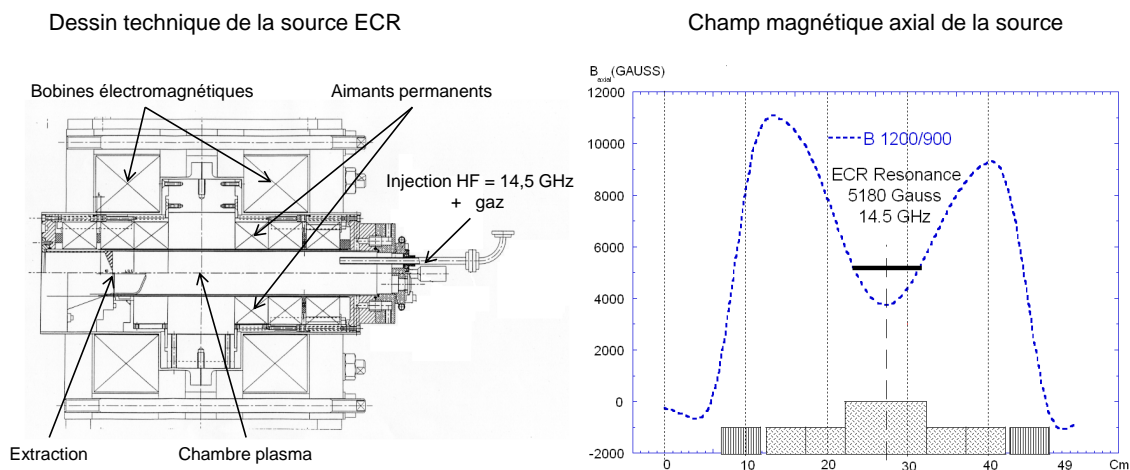 Dessin technique de la source ECR
Bobines électromagnétiques
Aimants permanents
Injection HF = 14,5 GHz
+ gaz
Extraction
Chambre plasma
Champ magnétique axial de la source
B axial (GAUSS)
12000
10000
8000
6000
4000
2000
0
-2000
B 1200/900
ECR Resonance
5180 Gauss
14.5 GHz
0 10 20 30 40 49 Cm